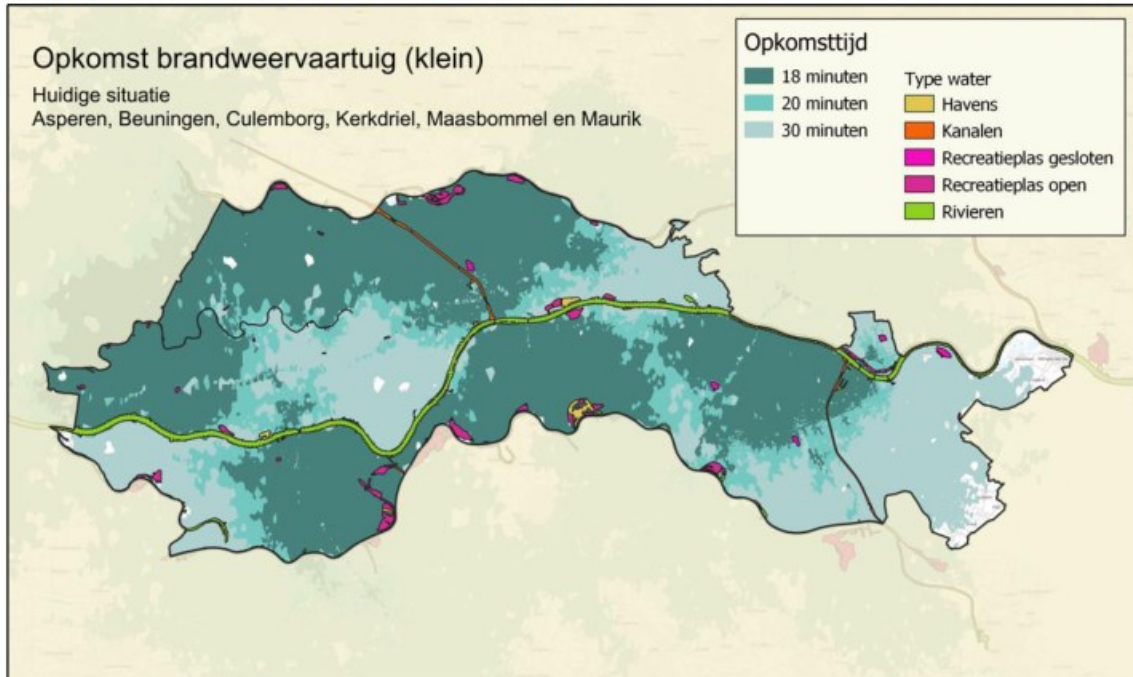 Opkomst brandweervaartuig (klein)
Huidige situatie
Asperen, Beuningen, Culemborg, Kerkdriel, Maasbommel en Maurik
Opkomsttijd
18 minuten
20 minuten
30 minuten
Type water
Havens
Kanalen
Recreatieplas gesloten
Recreatieplas open
Rivieren